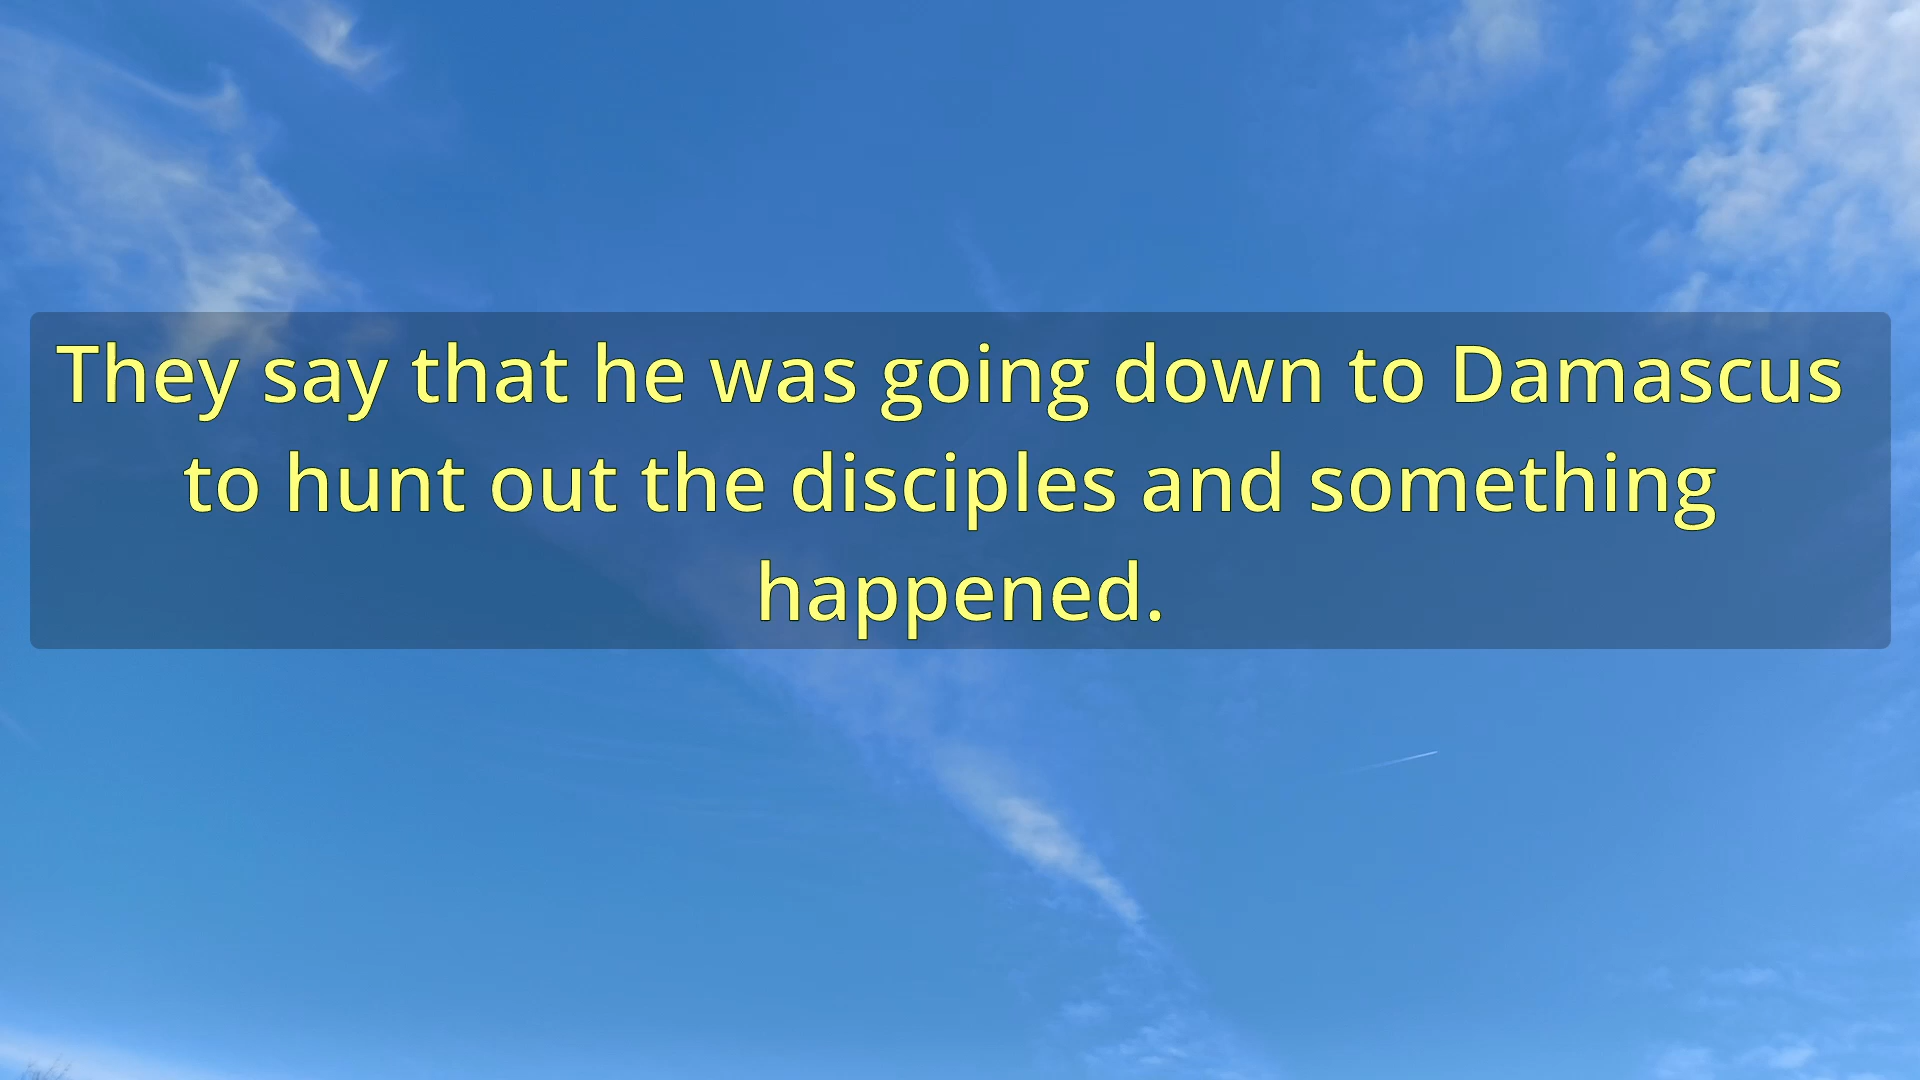 They say that he was going down to Damascus
to hunt out the disciples and something
happened.